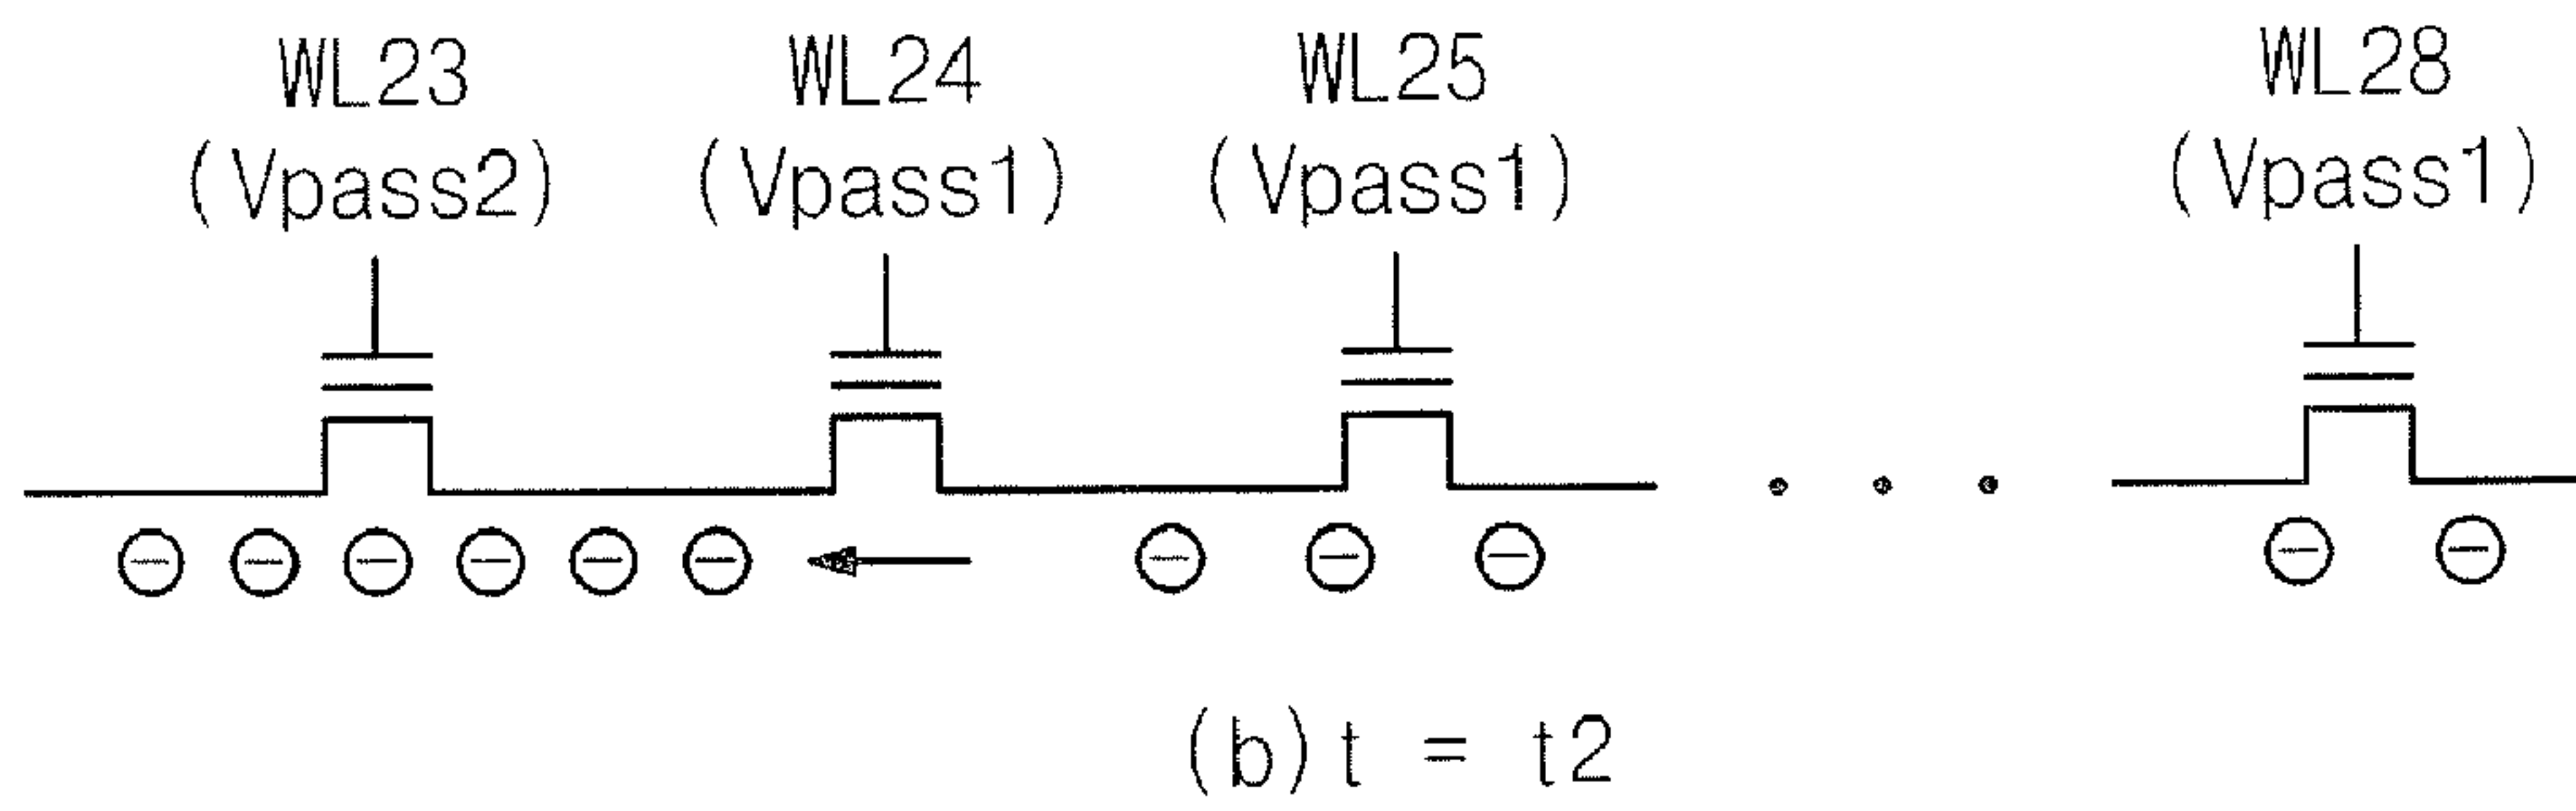 WL23 WL24 WL25 WL28
(Vpass2) (Vpass1) (Vpass1) (Vpass1)
(b) t = t2